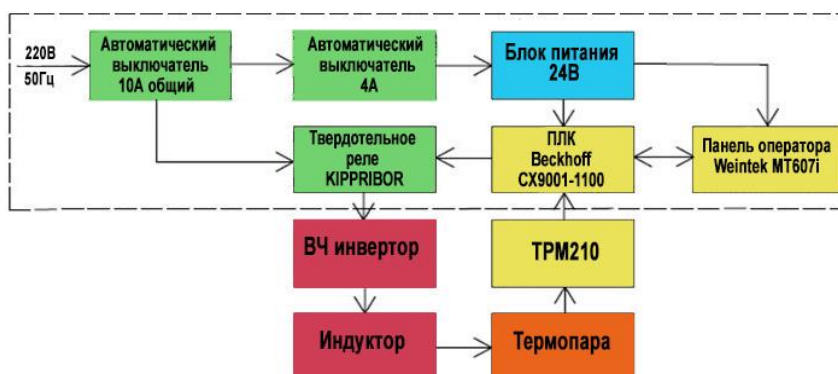 220В
50Гц
Автоматический
выключатель
10А общий
Автоматический
выключатель
4А
Блок питания
24В
Твердотельное
реле
KIPPRIBOR
ПЛК
Beckhoff
CX9001-1100
Панель оператора
Weintek MT607i
ВЧ инвертор
ТРМ210
Индуктор
Термопара